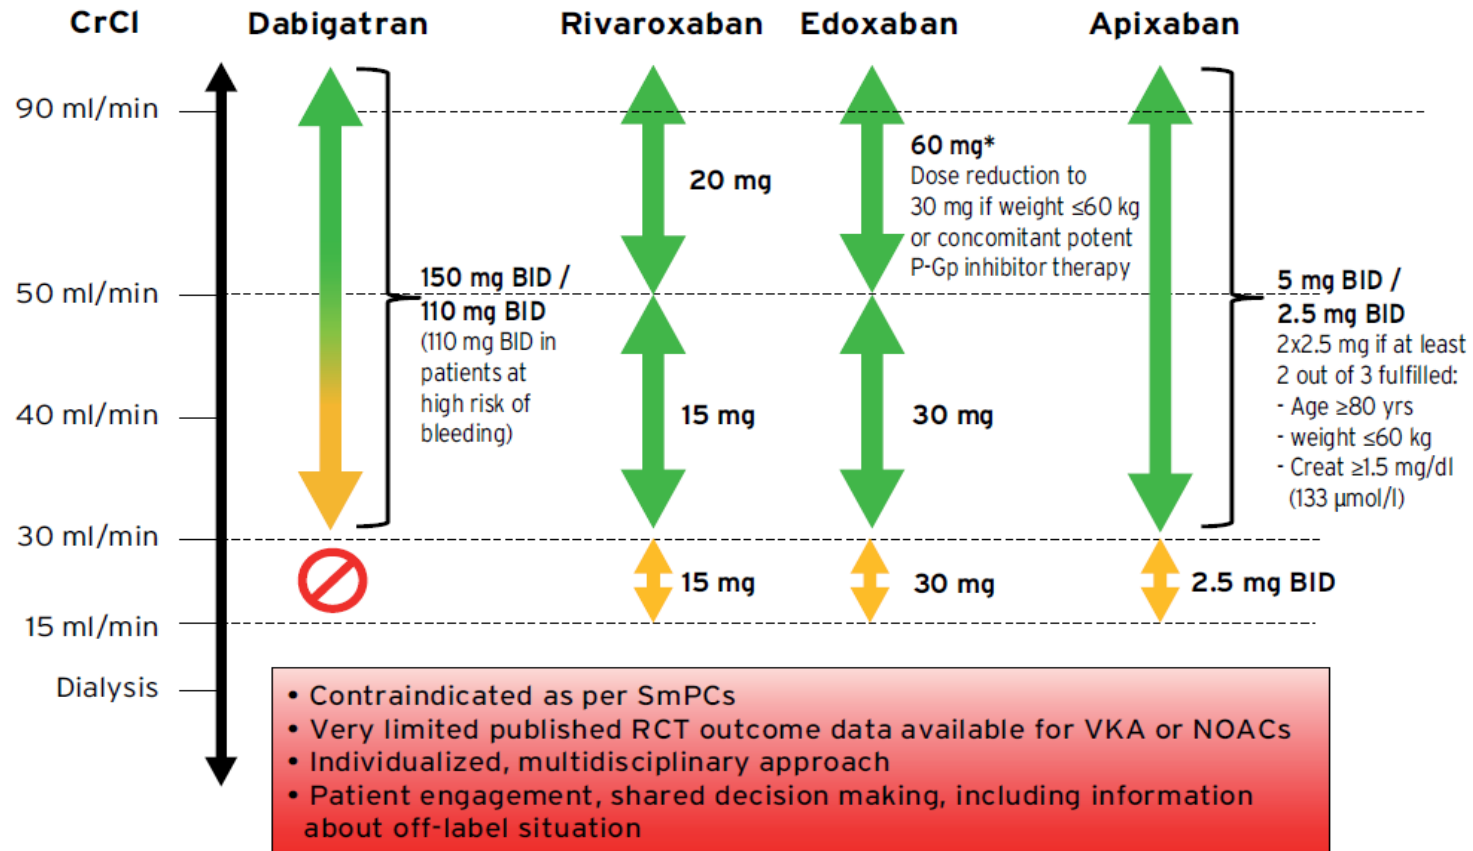 CrCl
Dabigatran
Rivaroxaban
Edoxaban
Apixaban
90 ml/min
50 ml/min
40 ml/min
30 ml/min
15 ml/min
Dialysis
150 mg BID /
110 mg BID
(110 mg BID in
patients at
high risk of
bleeding)
20 mg
15 mg
15 mg
60 mg*
Dose reduction to
30 mg if weight ≤60 kg
or concomitant potent
P-Gp inhibitor therapy
30 mg
30 mg
5 mg BID /
2.5 mg BID
2x2.5 mg if at least
2 out of 3 fulfilled:
- Age ≥80 yrs
- weight ≤60 kg
- Creat ≥1.5 mg/dl
(133 µmol/l)
2.5 mg BID
• Contraindicated as per SmPCs
• Very limited published RCT outcome data available for VKA or NOACs
• Individualized, multidisciplinary approach
• Patient engagement, shared decision making, including information
about off-label situation